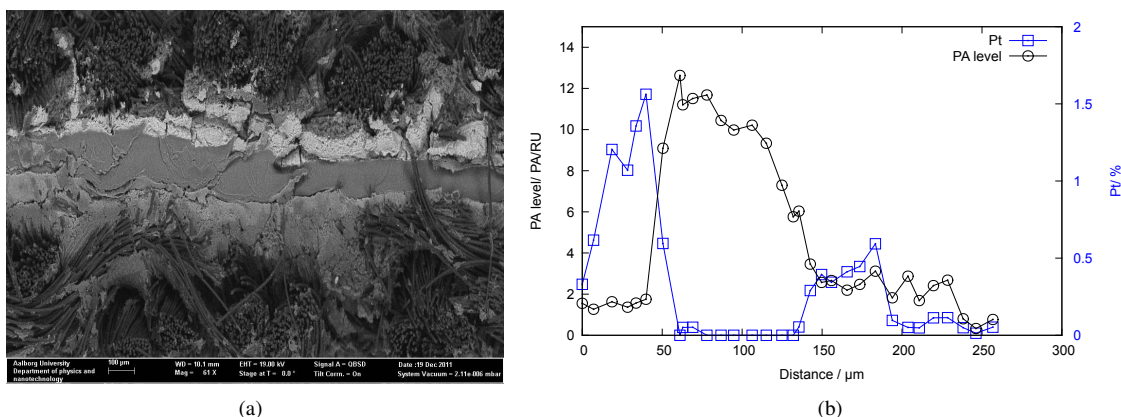 Aalborg University
Department of physics and
nanotechnology
100 µm
WD = 10.1 mm
Mag = 61 X
EHT = 19.00 kV
Stage at T = 0.0 °
Signal A = QBSD
Tilt Corrn. = On
Date :19 Dec 2011
System Vacuum = 2.11e-006 mbar
(a)
PA level/ PA/RU
14
12
10
8
6
4
2
0
0
50
100
150
200
250
300
Distance / µm
2
1.5
1
0.5
0
Pt/ %
Pt
PA level
(b)